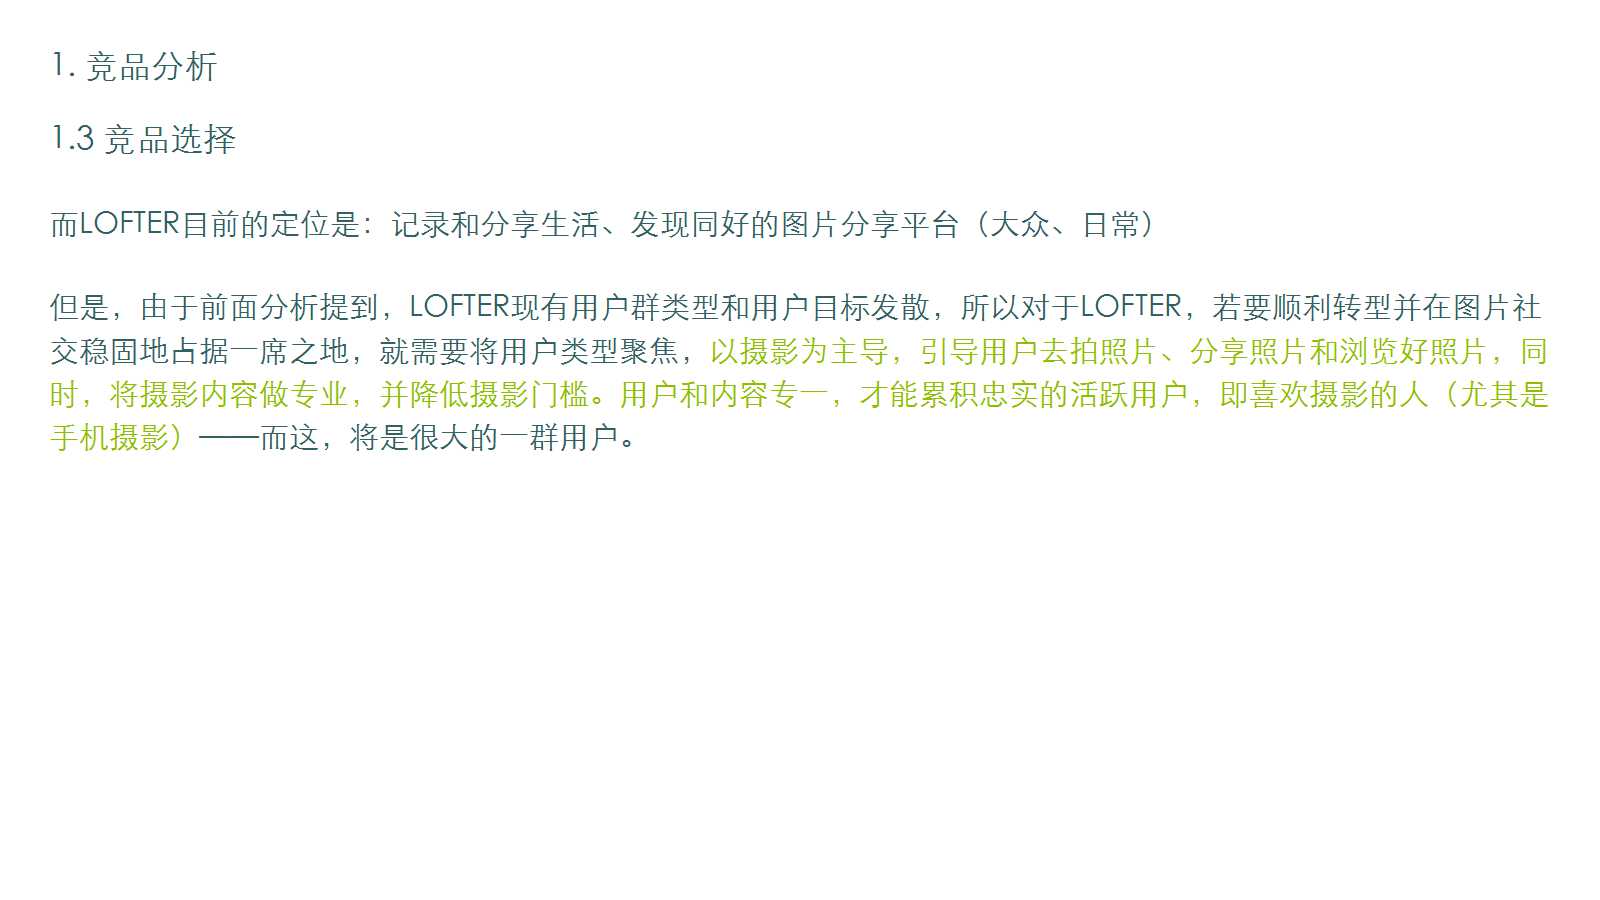 1. 竞品分析
1.3 竞品选择
而LOFTER目前的定位是：记录和分享生活、发现同好的图片分享平台（大众、日常）
但是，由于前面分析提到，LOFTER现有用户群类型和用户目标发散，所以对于LOFTER，若要顺利转型并在图片社
交稳固地占据一席之地，就需要将用户类型聚焦，以摄影为主导，引导用户去拍照片、分享照片和浏览好照片，同
时，将摄影内容做专业，并降低摄影门槛。用户和内容专一，才能累积忠实的活跃用户，即喜欢摄影的人（尤其是
手机摄影）——而这，将是很大的一群用户。